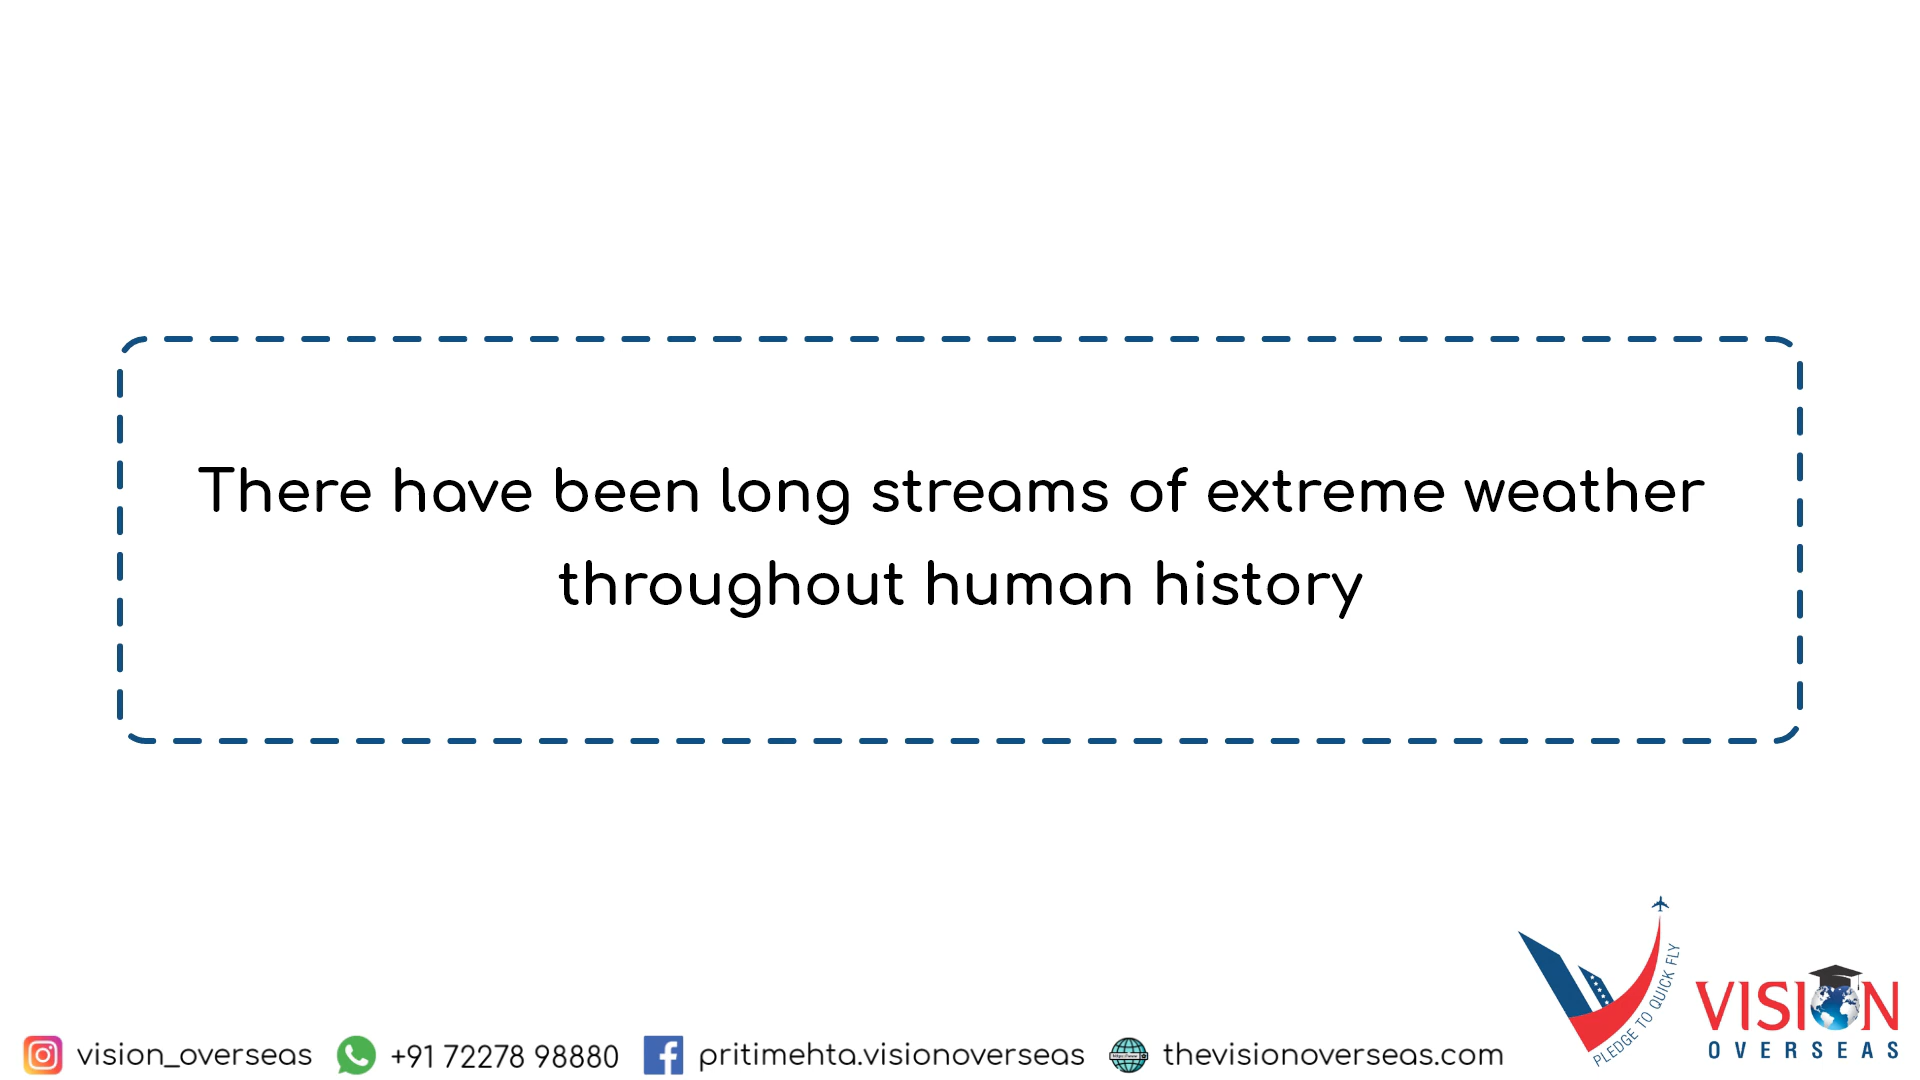 There have been long streams of extreme weather
throughout human history
PLEDGE TO QUICK FLY
VISION
OVERSEAS
vision_overseas
+91 72278 98880
pritimehta.visionoverseas
thevisionoverseas.com